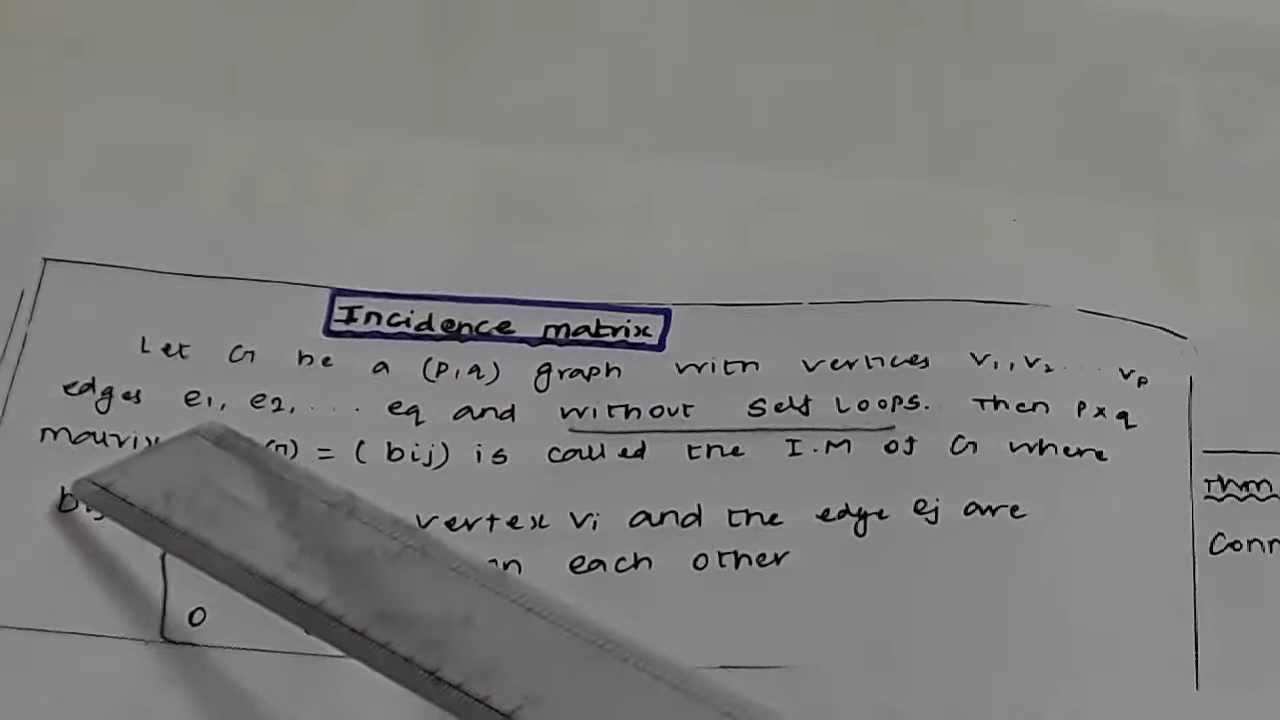 Incidence matrix
Let G be a (p,q) graph with vertices v1, v2 ... vp
edges e1, e2, ... eq and without self loops. Then p×q
matrix = (bij) is called the I.M of G where
vertex vi and the edge ej are
each other
0
Thm